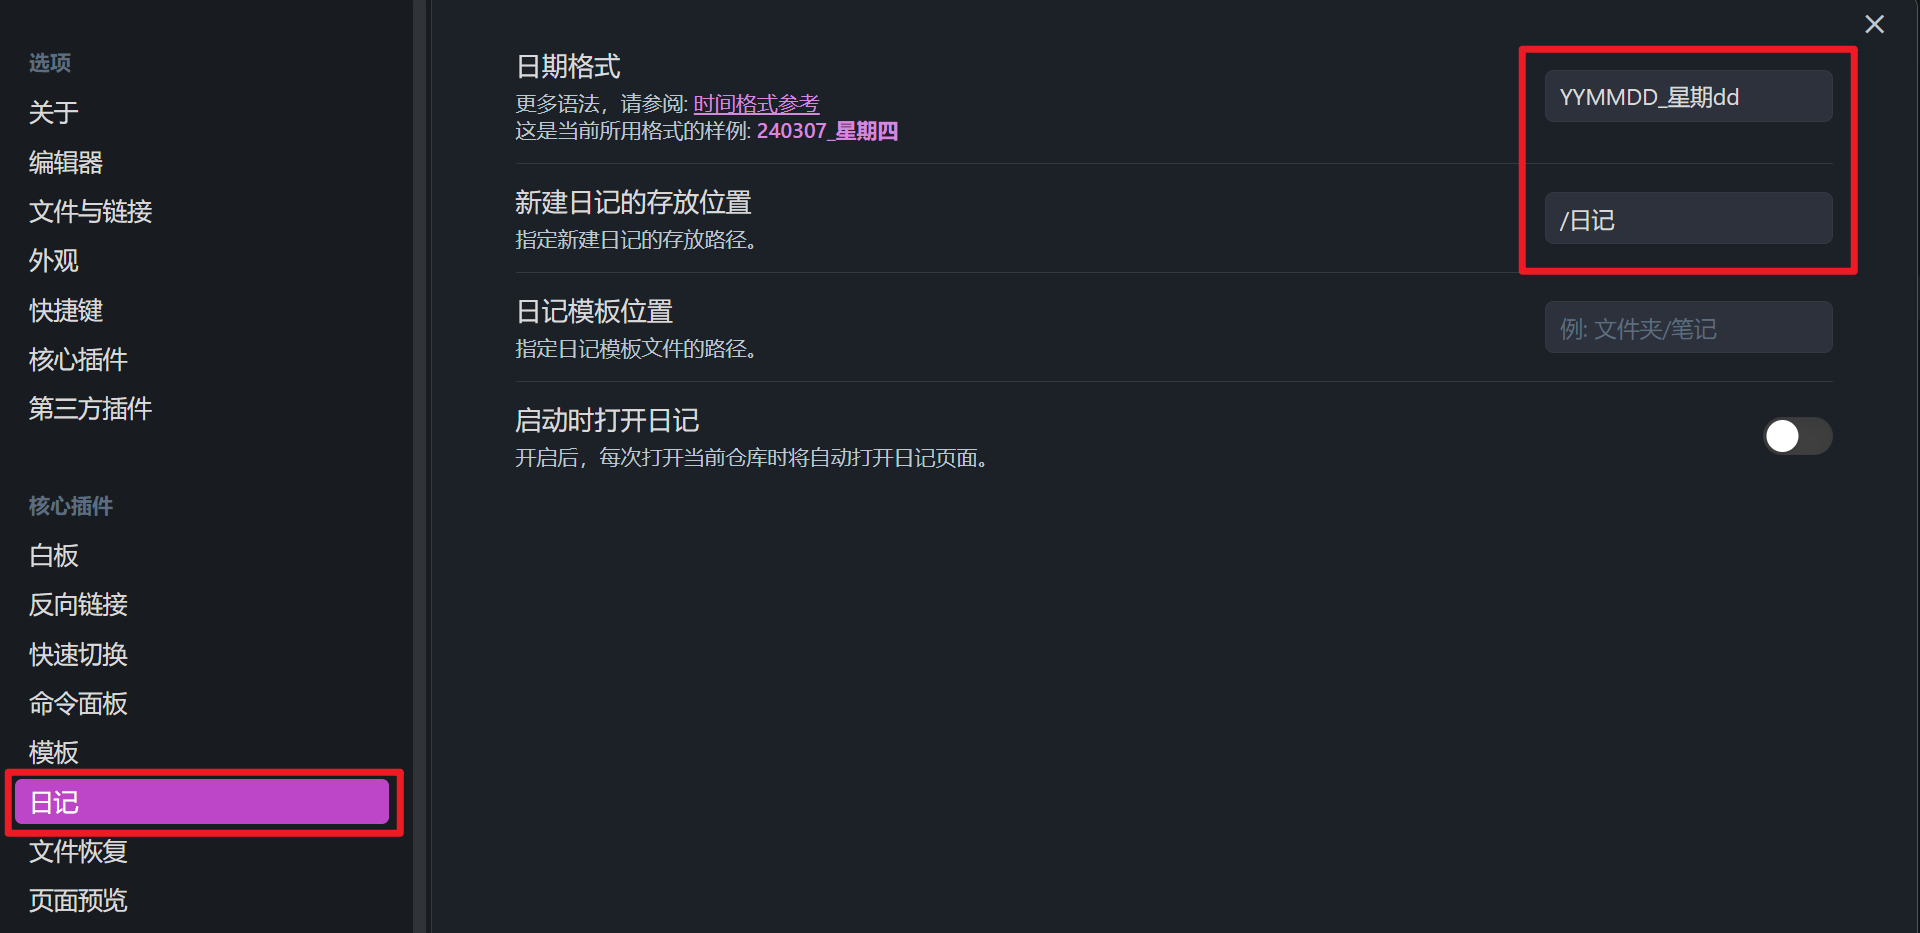 选项
关于
编辑器
文件与链接
外观
快捷键
核心插件
第三方插件
核心插件
白板
反向链接
快速切换
命令面板
模板
日记
文件恢复
页面预览
日期格式
更多语法，请参阅: 时间格式参考
这是当前所用格式的样例: 240307_星期四
YYMMDD_星期dd
新建日记的存放位置
指定新建日记的存放路径。
/日记
日记模板位置
指定日记模板文件的路径。
例: 文件夹/笔记
启动时打开日记
开启后，每次打开当前仓库时将自动打开日记页面。